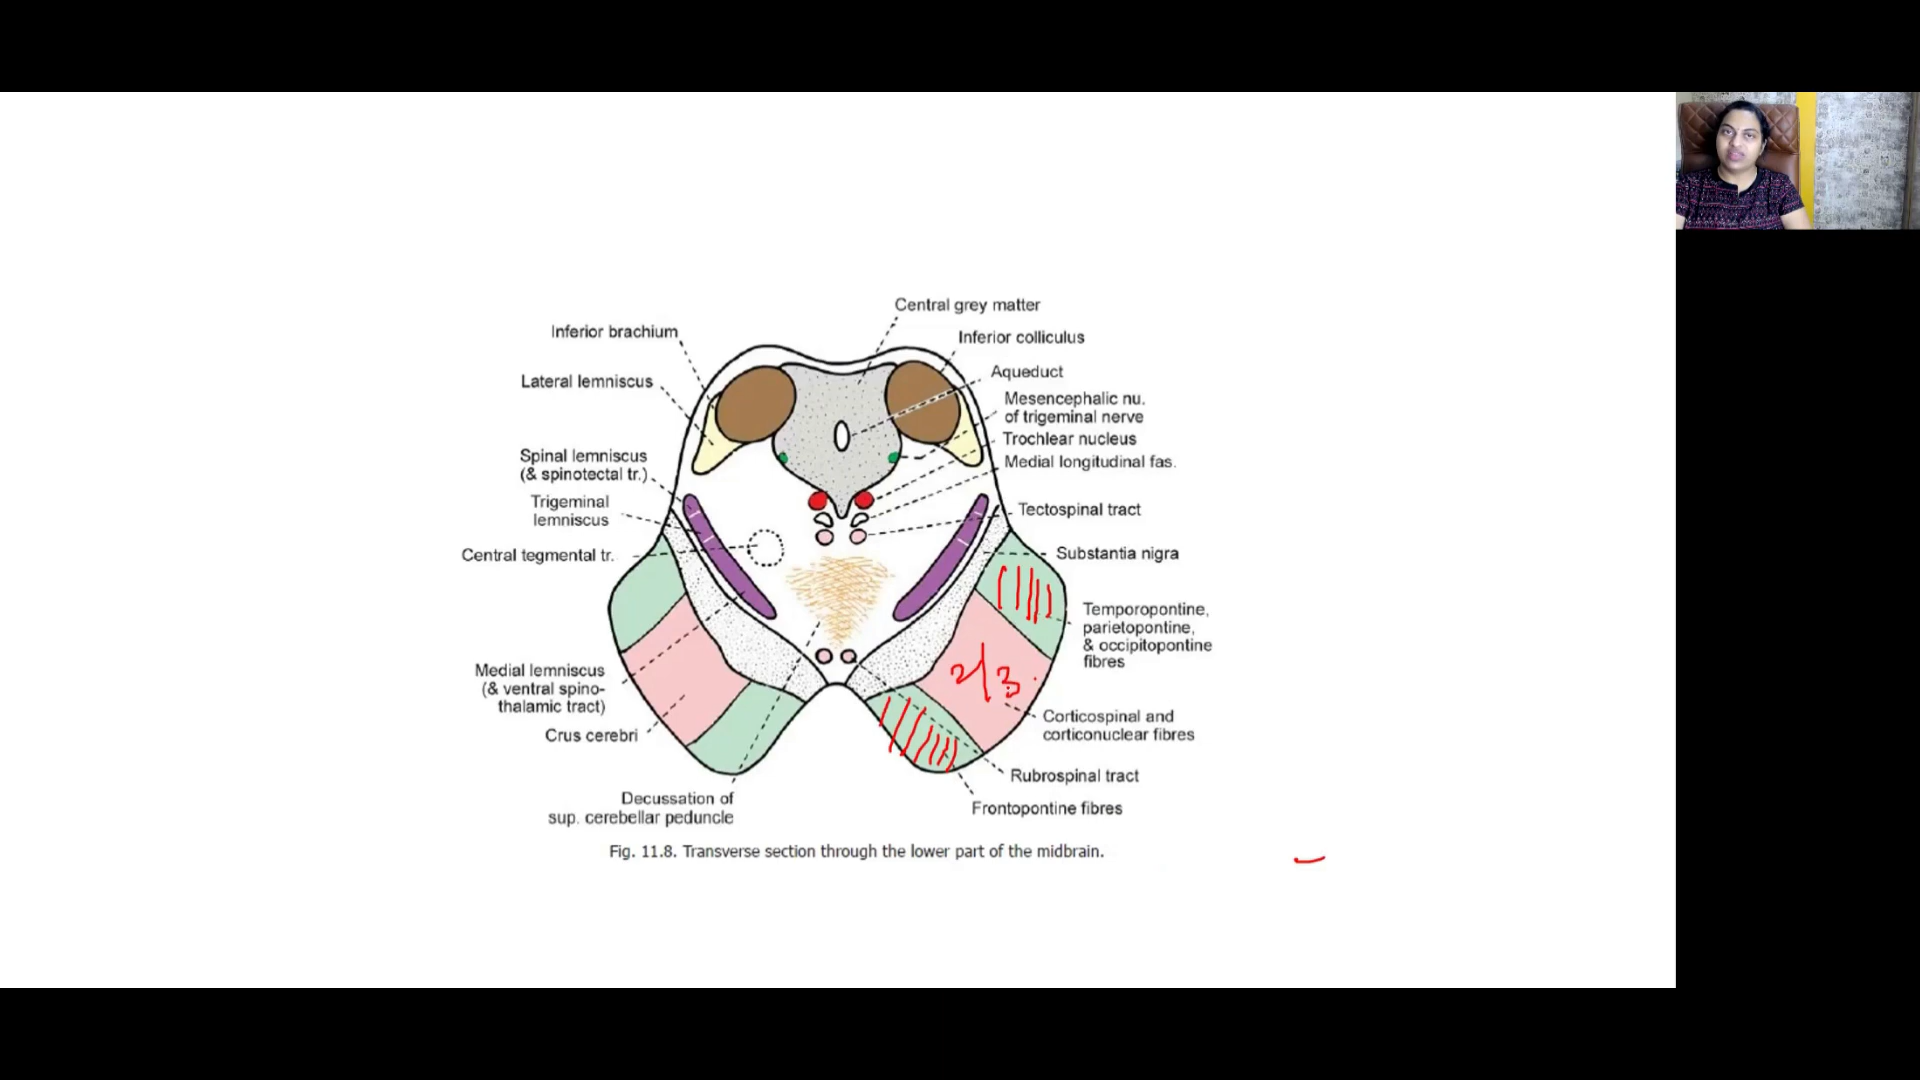 Central grey matter
Inferior brachium
Inferior colliculus
Lateral lemniscus
Aqueduct
Mesencephalic nu.
of trigeminal nerve
Trochlear nucleus
Spinal lemniscus
(& spinotectal tr.)
Medial longitudinal fas.
Trigeminal
lemniscus
Tectospinal tract
Central tegmental tr.
Substantia nigra
Temporopontine,
parietopontine,
& occipitopontine
fibres
2/3
Medial lemniscus
(& ventral spino-
thalamic tract)
Corticospinal and
corticonuclear fibres
Crus cerebri
Rubrospinal tract
Decussation of
sup. cerebellar peduncle
Frontopontine fibres
Fig. 11.8. Transverse section through the lower part of the midbrain.